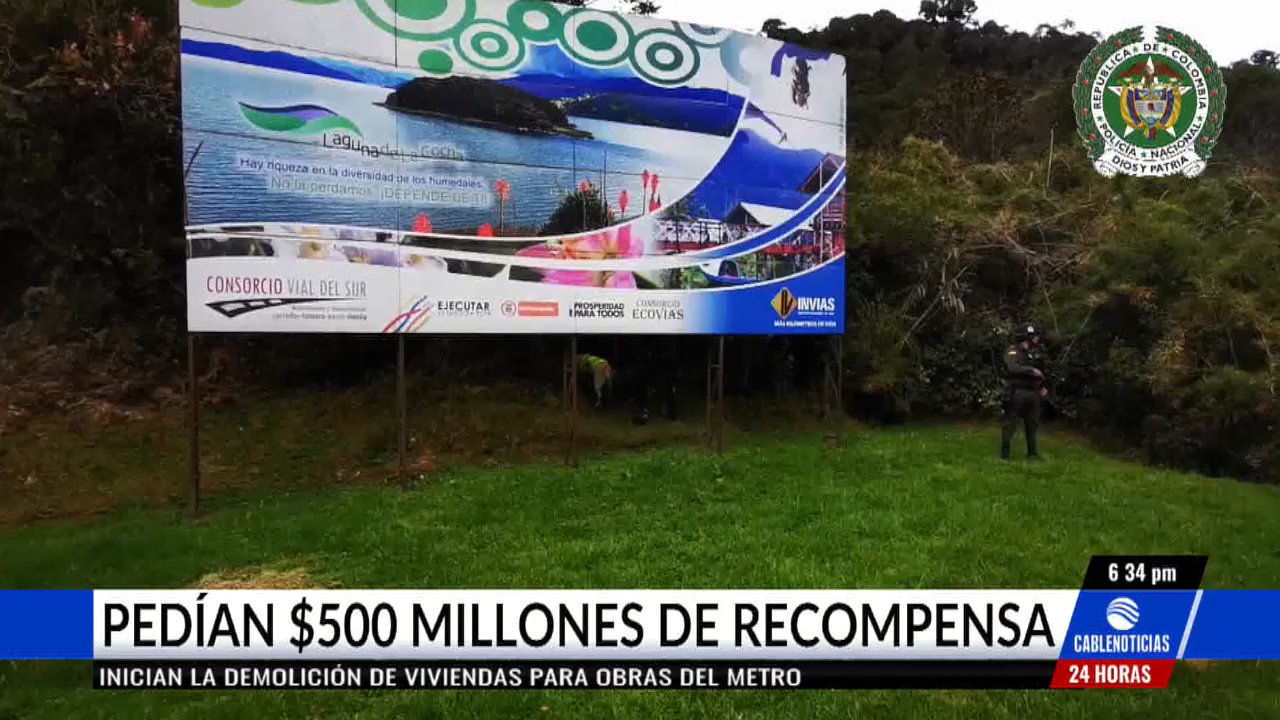 REPÚBLICA DE COLOMBIA
POLICÍA NACIONAL
DIOS Y PATRIA
Laguna de La Cocha
Hay riqueza en la diversidad de los humedales,
No la perdamos. ¡DEPENDE DE TI!
CONSORCIO VIAL DEL SUR
EJECUTAR
PROSPERIDAD
PARA TODOS
CONSORCIO
ECOVIAS
INVIAS
6 34 pm
PEDÍAN $500 MILLONES DE RECOMPENSA
CABLENOTICIAS
INICIAN LA DEMOLICIÓN DE VIVIENDAS PARA OBRAS DEL METRO
24 HORAS